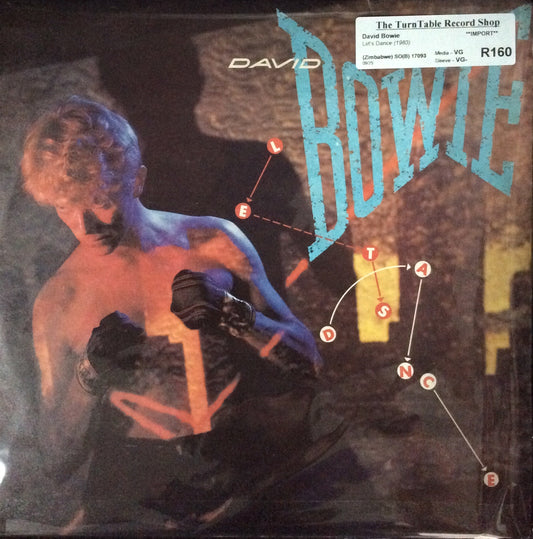 The TurnTable Record Shop
David Bowie **IMPORT**
Let's Dance (1983)
(Zimbabwe) SO(B) 17093 Media - VG R160
Sleeve - VG-
DAVID
BOWIE
L
E
T
S
D
A
N
C
E